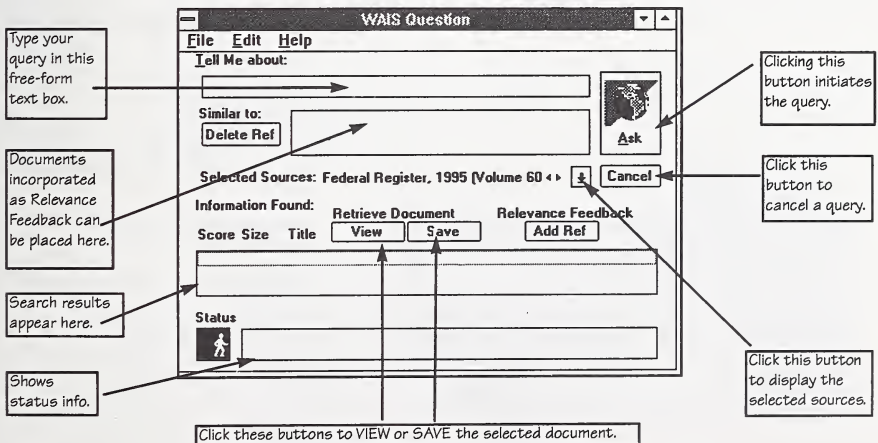 WAIS Question
File Edit Help
Tell Me about:
Similar to:
Delete Ref
Ask
Selected Sources: Federal Register, 1995 (Volume 60
Cancel
Information Found:
Retrieve Document
Relevance Feedback
Score Size Title
View
Save
Add Ref
Status
Type your
query in this
free-form
text box.
Documents
incorporated
as Relevance
Feedback can
be placed here.
Search results
appear here.
Shows
status info.
Clicking this
button initiates
the query.
Click this
button to
cancel a query.
Click this button
to display the
selected sources.
Click these buttons to VIEW or SAVE the selected document.